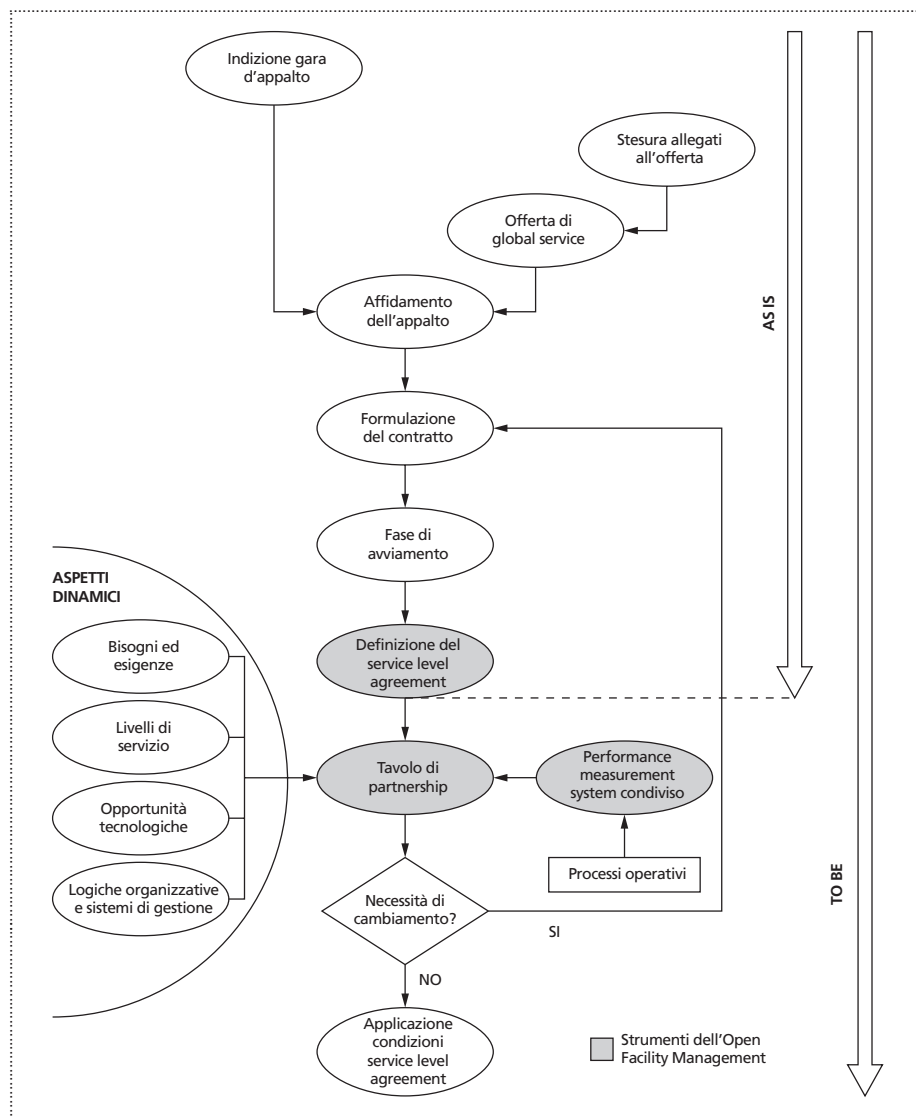 Indizione gara
d'appalto
Stesura allegati
all'offerta
Offerta di
global service
Affidamento
dell'appalto
AS IS
Formulazione
del contratto
Fase di
avviamento
ASPETTI
DINAMICI
Definizione del
service level
agreement
Bisogni ed
esigenze
Livelli di
servizio
Tavolo di
partnership
Performance
measurement
system condiviso
Opportunità
tecnologiche
Processi operativi
Logiche organizzative
e sistemi di gestione
Necessità di
cambiamento?
SI
TO BE
NO
Applicazione
condizioni
service level
agreement
Strumenti dell'Open
Facility Management